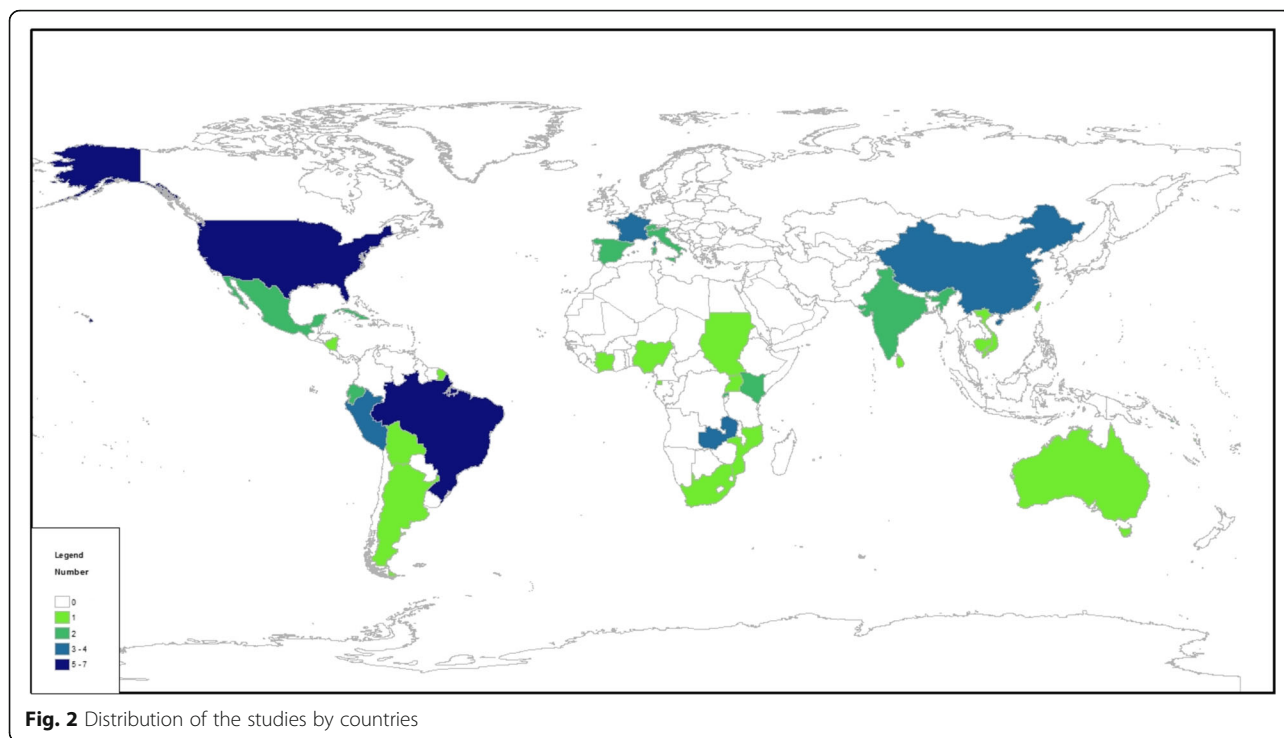 Legend
Number
0
1
2
3 - 4
5 - 7
Fig. 2 Distribution of the studies by countries